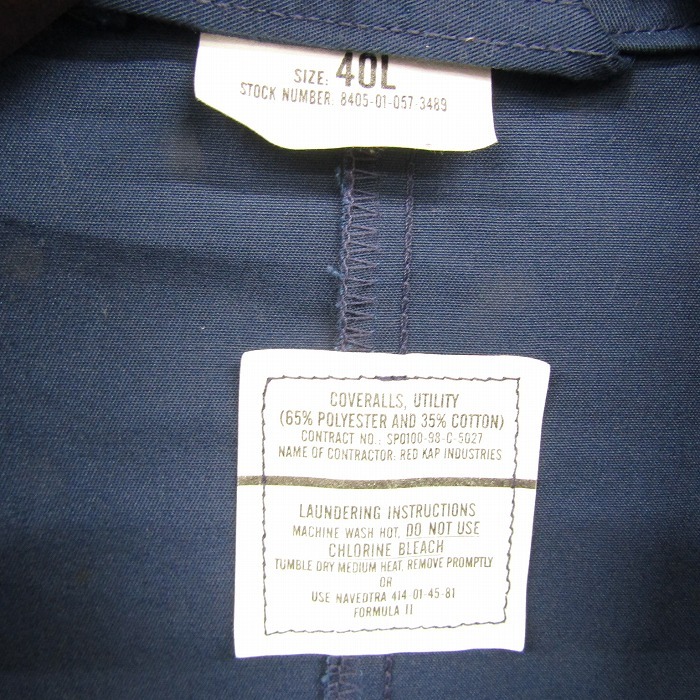 SIZE: 40L
STOCK NUMBER: 8405-01-057-3489
COVERALLS, UTILITY
(65% POLYESTER AND 35% COTTON)
CONTRACT NO.: SPO100-98-C-5027
NAME OF CONTRACTOR: RED KAP INDUSTRIES
LAUNDERING INSTRUCTIONS
MACHINE WASH HOT, DO NOT USE
CHLORINE BLEACH
TUMBLE DRY MEDIUM HEAT, REMOVE PROMPTLY
OR
USE NAVEDTRA 414-01-45-81
FORMULA II